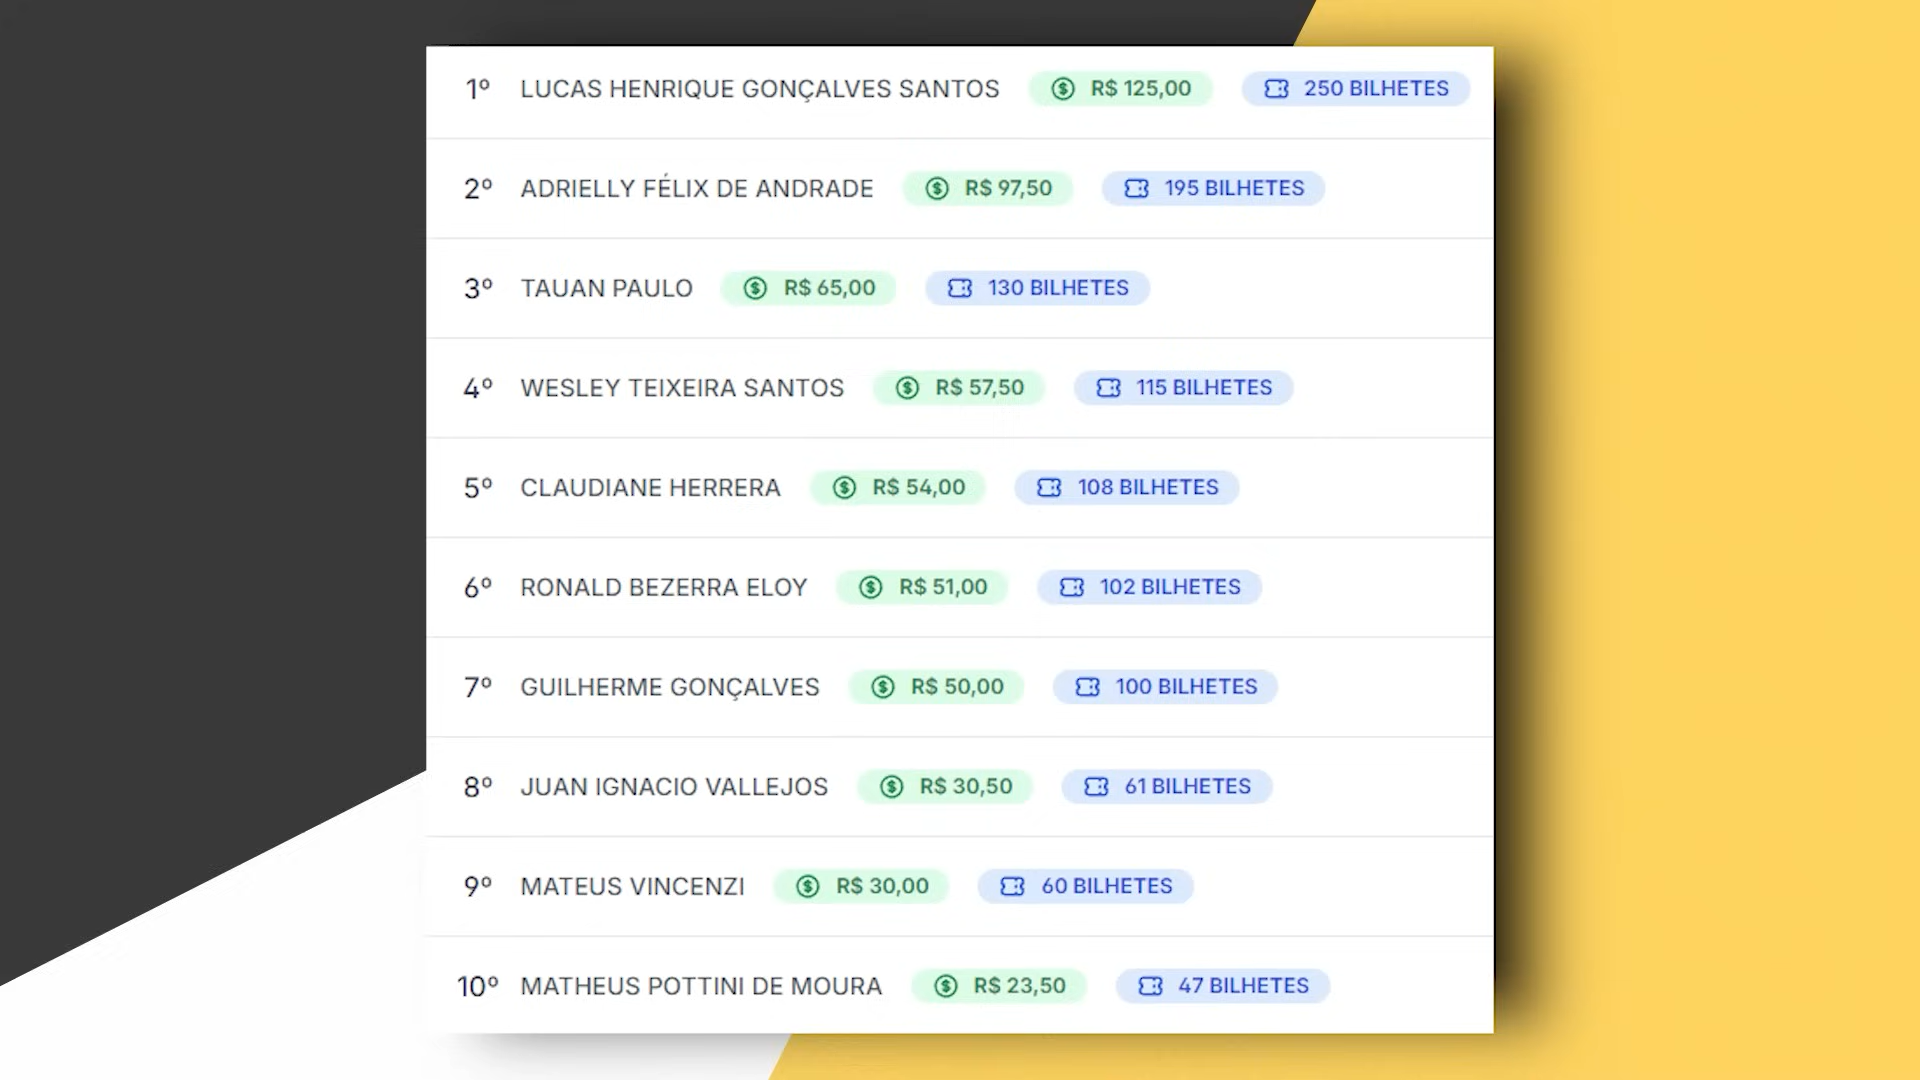 1º LUCAS HENRIQUE GONÇALVES SANTOS R$ 125,00 250 BILHETES
2º ADRIELLY FÉLIX DE ANDRADE R$ 97,50 195 BILHETES
3º TAUAN PAULO R$ 65,00 130 BILHETES
4º WESLEY TEIXEIRA SANTOS R$ 57,50 115 BILHETES
5º CLAUDIANE HERRERA R$ 54,00 108 BILHETES
6º RONALD BEZERRA ELOY R$ 51,00 102 BILHETES
7º GUILHERME GONÇALVES R$ 50,00 100 BILHETES
8º JUAN IGNACIO VALLEJOS R$ 30,50 61 BILHETES
9º MATEUS VINCENZI R$ 30,00 60 BILHETES
10º MATHEUS POTTINI DE MOURA R$ 23,50 47 BILHETES